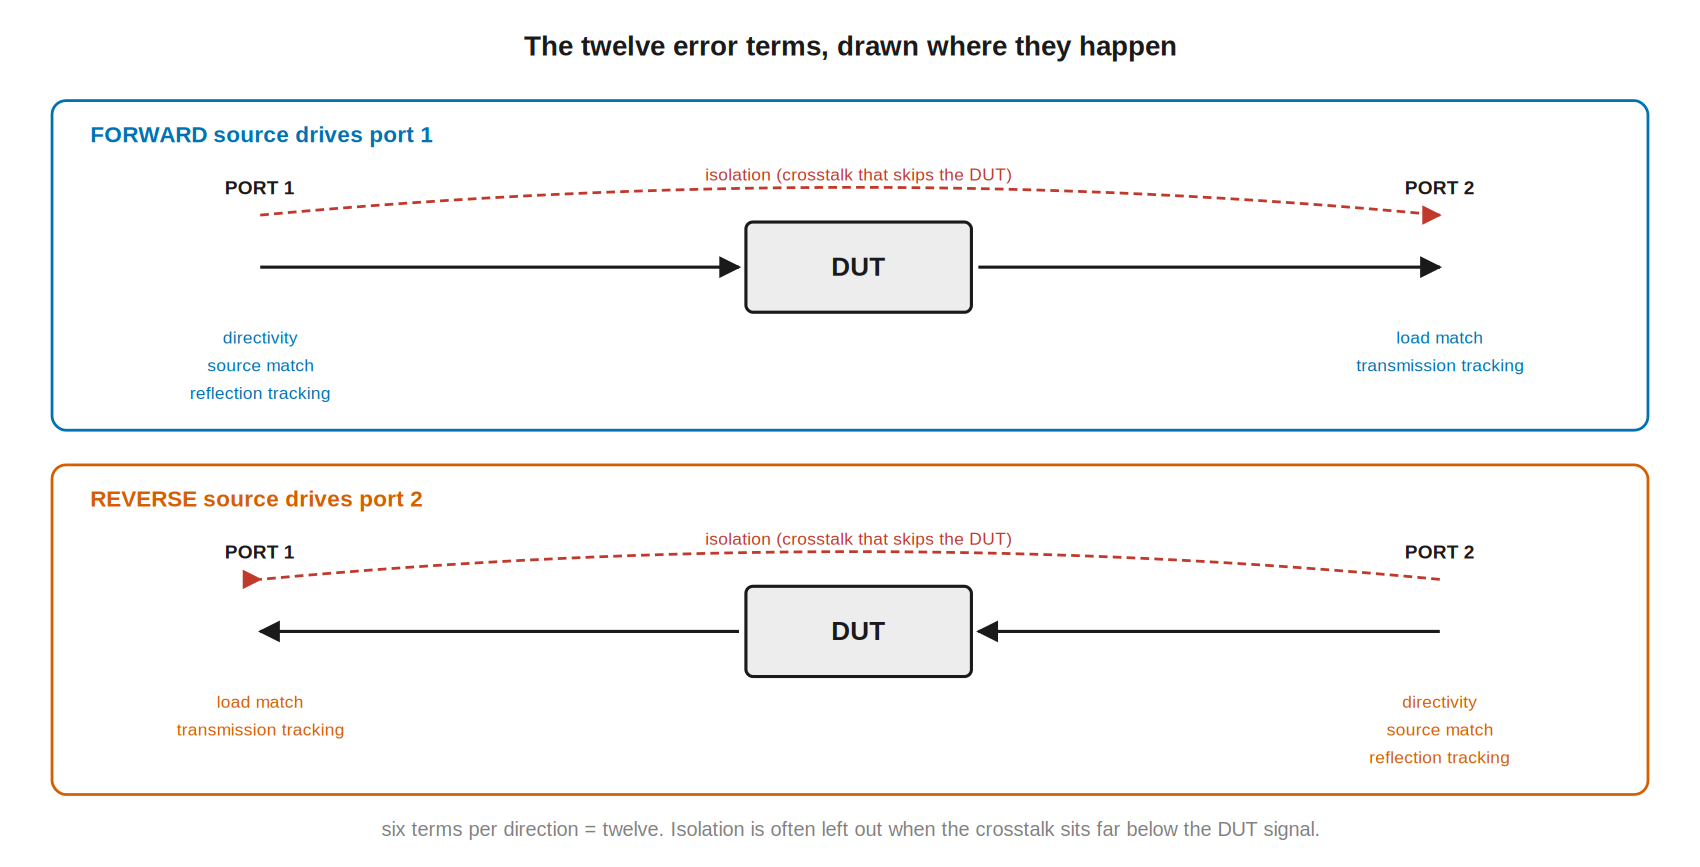 The twelve error terms, drawn where they happen
FORWARD source drives port 1
isolation (crosstalk that skips the DUT)
PORT 1
PORT 2
DUT
directivity
source match
reflection tracking
load match
transmission tracking
REVERSE source drives port 2
isolation (crosstalk that skips the DUT)
PORT 1
PORT 2
DUT
load match
transmission tracking
directivity
source match
reflection tracking
six terms per direction = twelve. Isolation is often left out when the crosstalk sits far below the DUT signal.